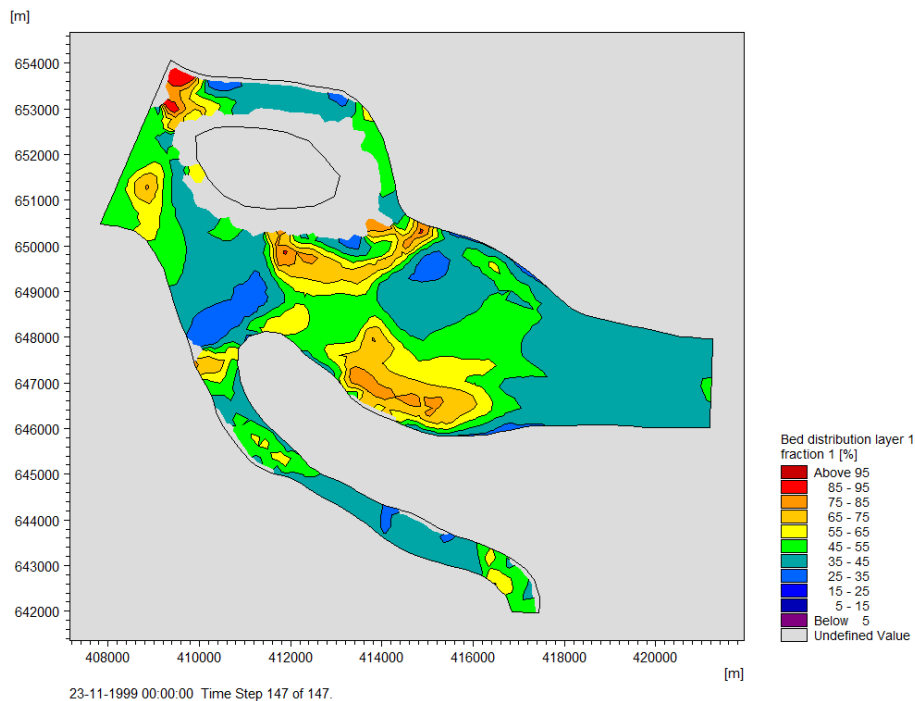 [m]
654000
653000
652000
651000
650000
649000
648000
647000
646000
645000
644000
643000
642000
408000 410000 412000 414000 416000 418000 420000
[m]
23-11-1999 00:00:00 Time Step 147 of 147.
Bed distribution layer 1
fraction 1 [%]
Above 95
85 - 95
75 - 85
65 - 75
55 - 65
45 - 55
35 - 45
25 - 35
15 - 25
5 - 15
Below 5
Undefined Value